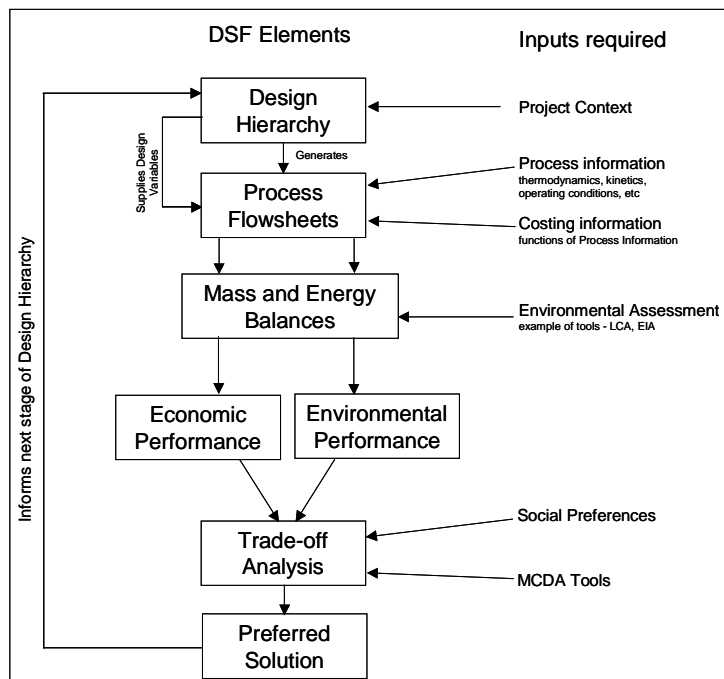 DSF Elements
Inputs required
Design
Hierarchy
Project Context
Supplies Design
Variables
Generates
Process
Flowsheets
Process information
thermodynamics, kinetics,
operating conditions, etc
Costing information
functions of Process Information
Mass and Energy
Balances
Environmental Assessment
example of tools - LCA, EIA
Informs next stage of Design Hierarchy
Economic
Performance
Environmental
Performance
Social Preferences
Trade-off
Analysis
MCDA Tools
Preferred
Solution